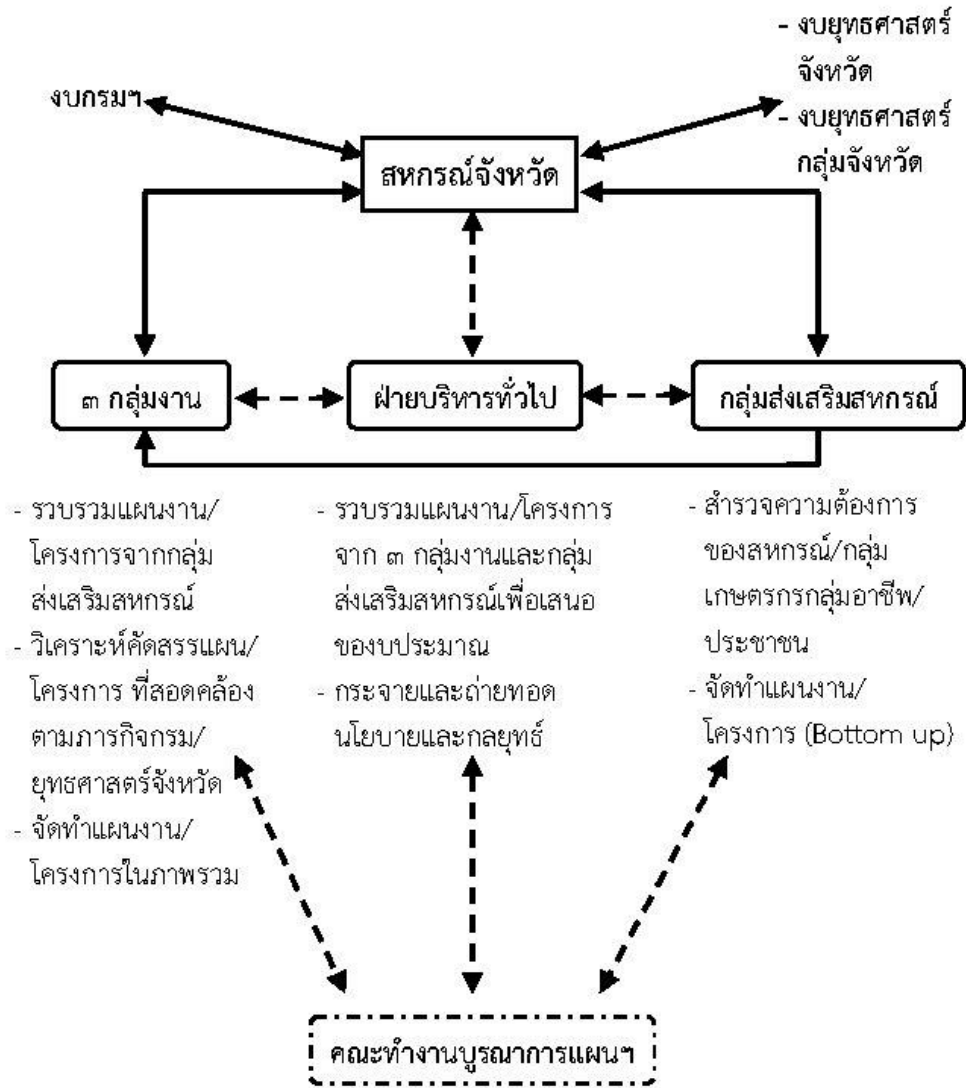 - งบยุทธศาสตร์
จังหวัด
- งบยุทธศาสตร์
กลุ่มจังหวัด
งบกรมฯ
สหกรณ์จังหวัด
๓ กลุ่มงาน
ฝ่ายบริหารทั่วไป
กลุ่มส่งเสริมสหกรณ์
- รวบรวมแผนงาน/
โครงการจากกลุ่ม
ส่งเสริมสหกรณ์
- วิเคราะห์คัดสรรแผน/
โครงการ ที่สอดคล้อง
ตามภารกิจกรม/
ยุทธศาสตร์จังหวัด
- จัดทำแผนงาน/
โครงการในภาพรวม
- รวบรวมแผนงาน/โครงการ
จาก ๓ กลุ่มงานและกลุ่ม
ส่งเสริมสหกรณ์เพื่อเสนอ
ของบประมาณ
- กระจายและถ่ายทอด
นโยบายและกลยุทธ์
- สำรวจความต้องการ
ของสหกรณ์/กลุ่ม
เกษตรกรกลุ่มอาชีพ/
ประชาชน
- จัดทำแผนงาน/
โครงการ (Bottom up)
คณะทำงานบูรณาการแผนฯ